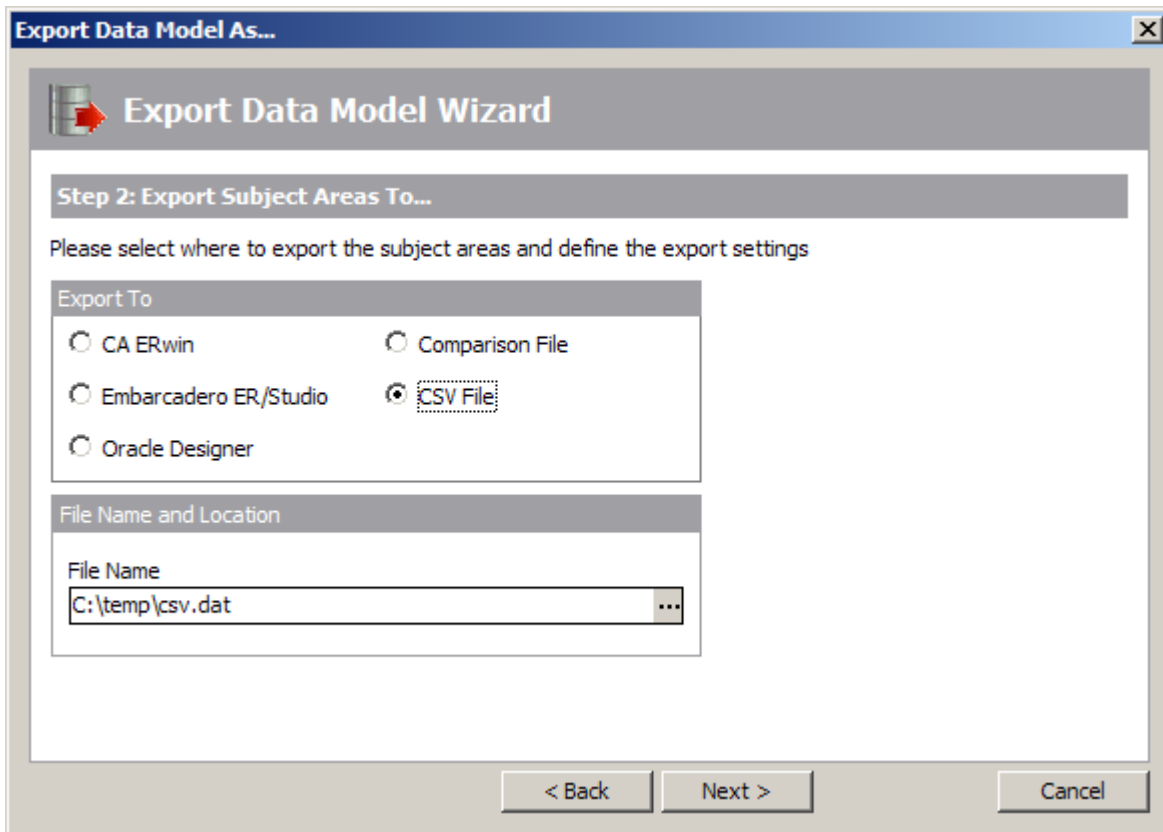 Export Data Model As...
Export Data Model Wizard
Step 2: Export Subject Areas To...
Please select where to export the subject areas and define the export settings
Export To
CA ERwin
Comparison File
Embarcadero ER/Studio
CSV File
Oracle Designer
File Name and Location
File Name
C:\temp\csv.dat
...
< Back
Next >
Cancel